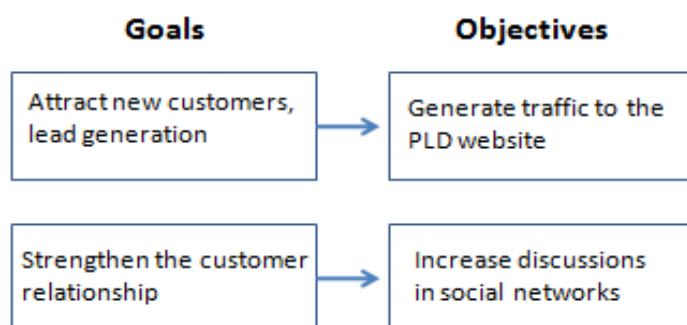 Goals
Objectives
Attract new customers,
lead generation
Generate traffic to the
PLD website
Strengthen the customer
relationship
Increase discussions
in social networks